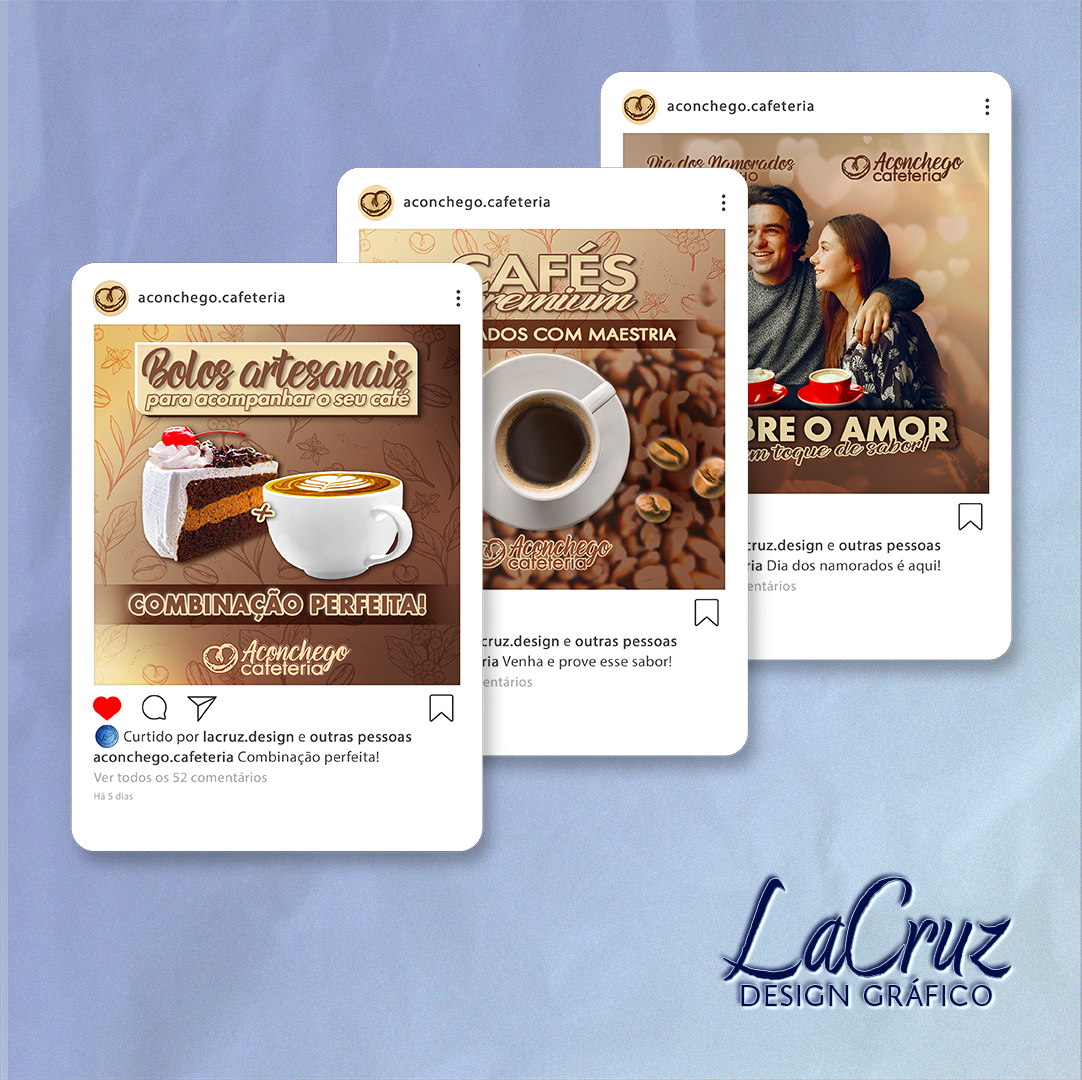 aconchego.cafeteria
Bolos artesanais
para acompanhar o seu café
COMBINAÇÃO PERFEITA!
Aconchego
cafeteria
Curtido por lacruz.design e outras pessoas
aconchego.cafeteria Combinação perfeita!
Ver todos os 52 comentários
Há 5 dias
aconchego.cafeteria
CAFÉS
remium
ADOS COM MAESTRIA
Aconchego
cafeteria
cruz.design e outras pessoas
ria Venha e prove esse sabor!
entários
aconchego.cafeteria
Dia dos Namorados
HO
Aconchego
cafeteria
BRE O AMOR
m toque de sabor!
cruz.design e outras pessoas
ria Dia dos namorados é aqui!
entários
LaCruz
DESIGN GRÁFICO